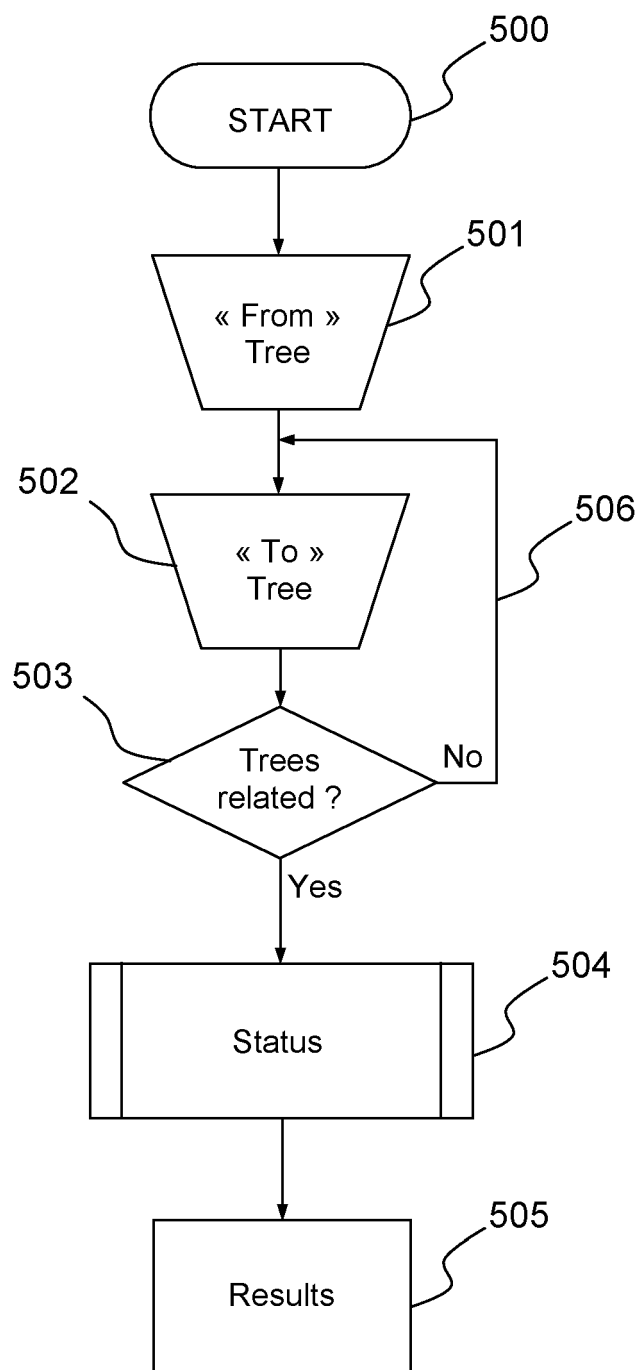 500
START
501
« From »
Tree
502
506
« To »
Tree
503
No
Trees
related ?
Yes
504
Status
505
Results